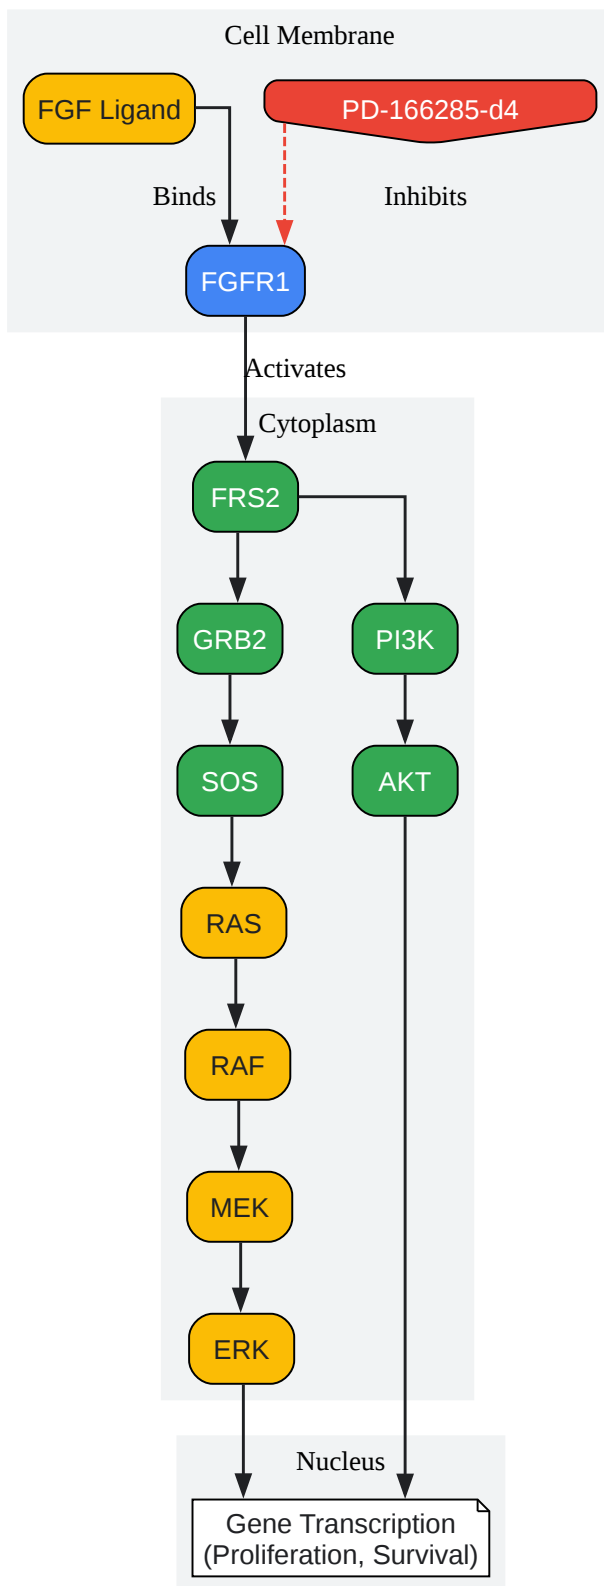 Cell Membrane
FGF Ligand
PD-166285-d4
Binds
Inhibits
FGFR1
Activates
Cytoplasm
FRS2
GRB2
PI3K
SOS
AKT
RAS
RAF
MEK
ERK
Nucleus
Gene Transcription
(Proliferation, Survival)